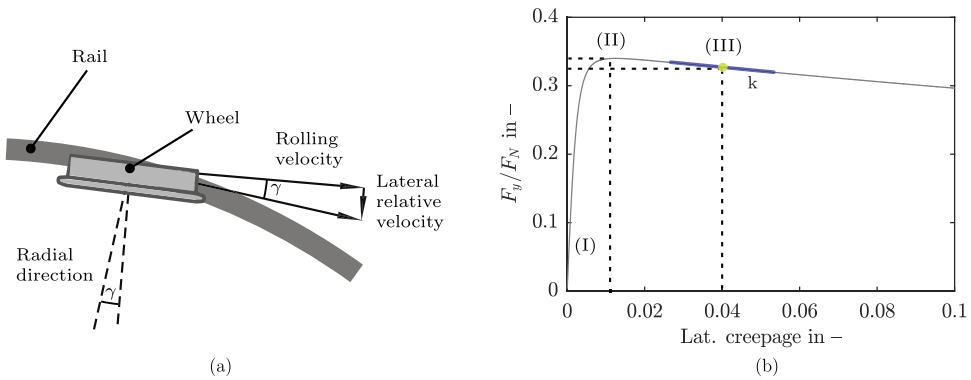 Rail
Wheel
Rolling
velocity
γ
Lateral
relative
velocity
Radial
direction
γ
(a)
0.4
0.3
0.2
0.1
0
F_y/F_N in –
(I)
(II)
(III)
k
0
0.02
0.04
0.06
0.08
0.1
Lat. creepage in –
(b)